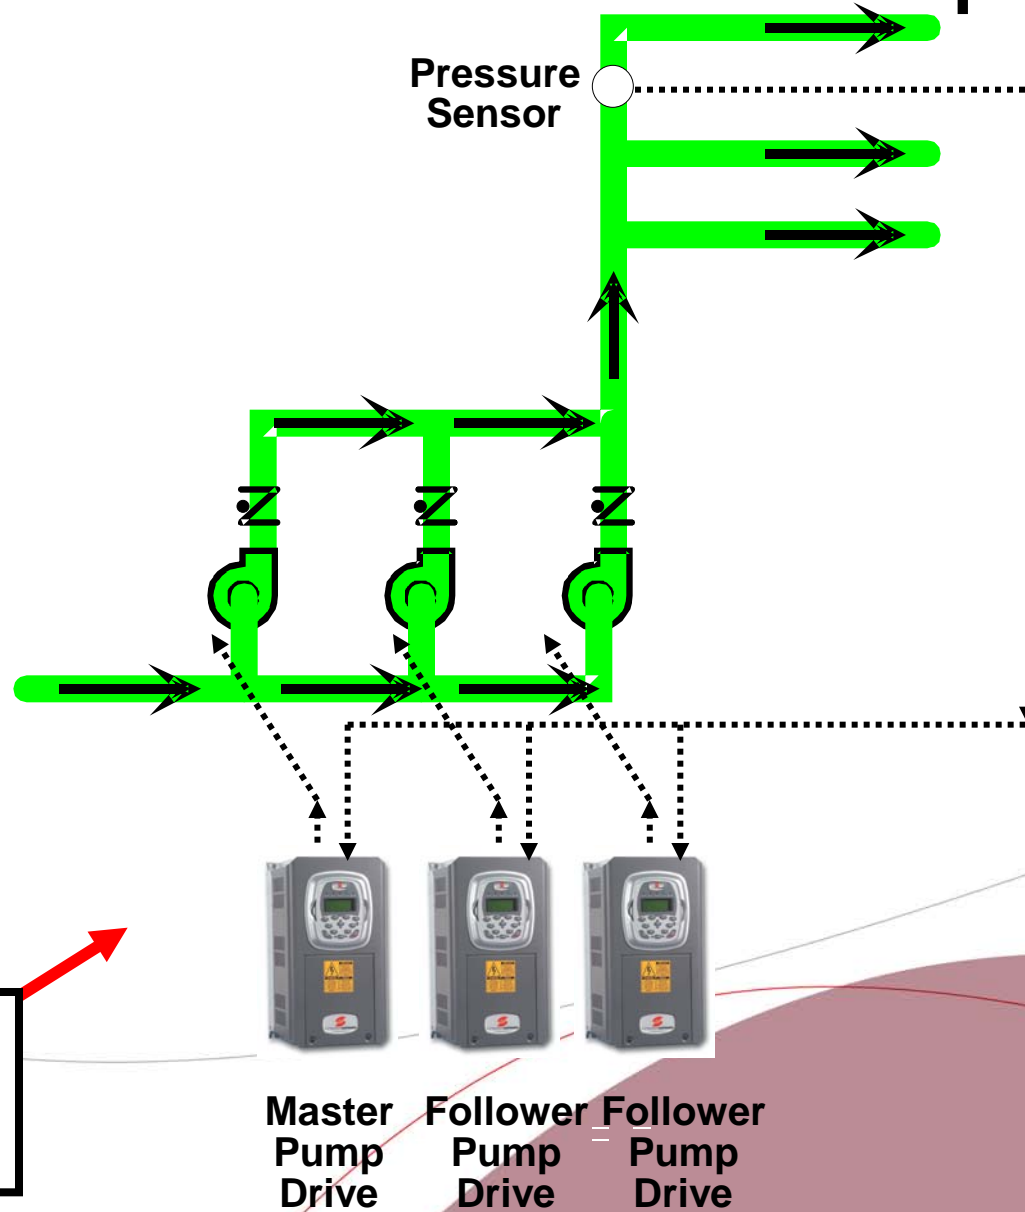 Pressure
Sensor
Master
Pump
Drive
Follower
Pump
Drive
Follower
Pump
Drive